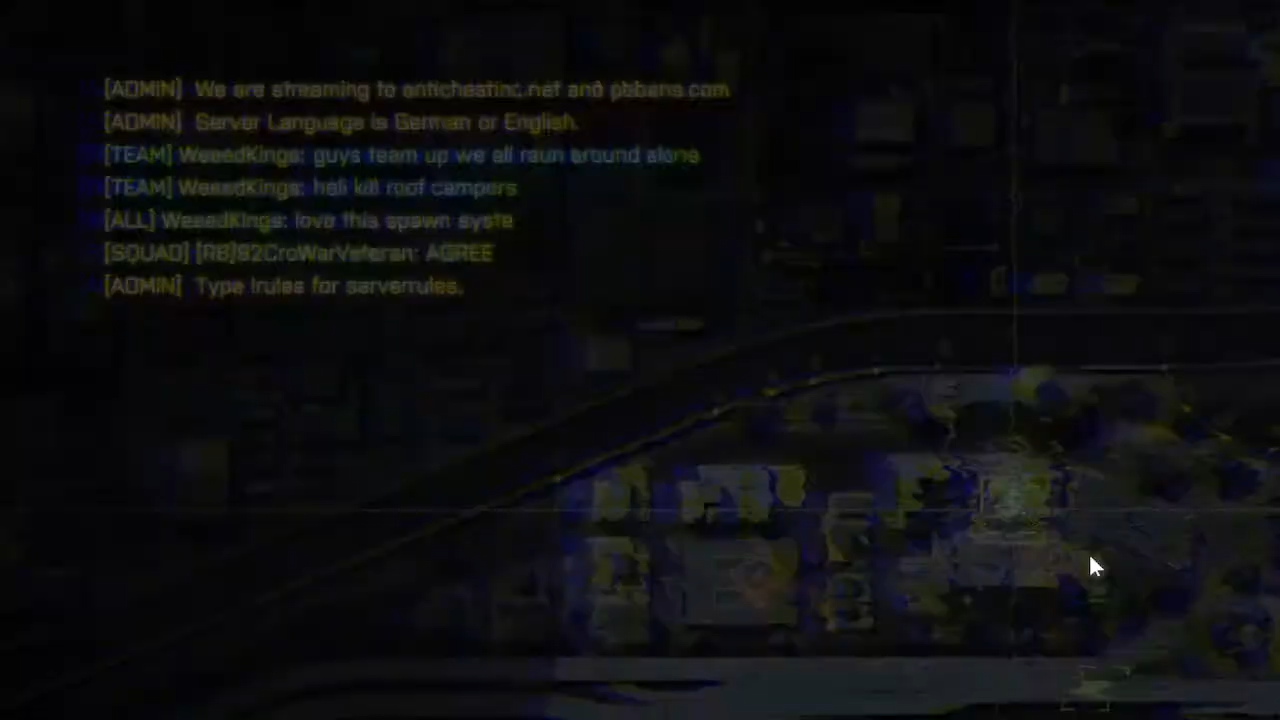 [ADMIN] We are streaming to anticheatinc.net and pbbans.com
[ADMIN] Server Language is German or English.
[TEAM] WeeedKings: guys team up we all raun around alone
[TEAM] WeeedKings: heli kill roof campers
[ALL] WeeedKings: love this spawn syste
[SQUAD] [RB]92CroWarVeteran: AGREE
[ADMIN] Type !rules for serverrules.